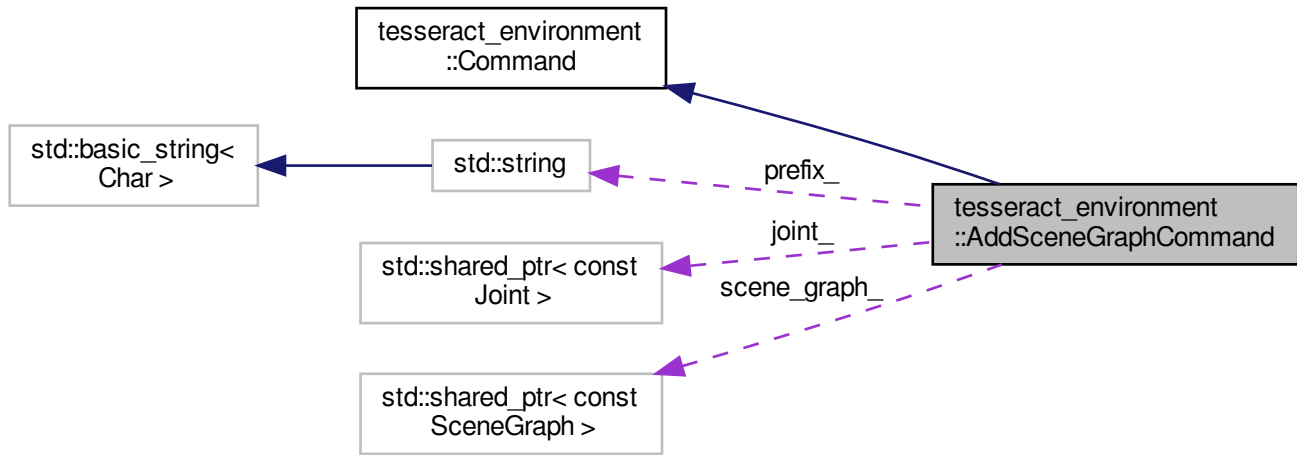 tesseract_environment
::Command
std::basic_string<
Char >
std::string
prefix_
tesseract_environment
::AddSceneGraphCommand
joint_
std::shared_ptr< const
Joint >
scene_graph_
std::shared_ptr< const
SceneGraph >